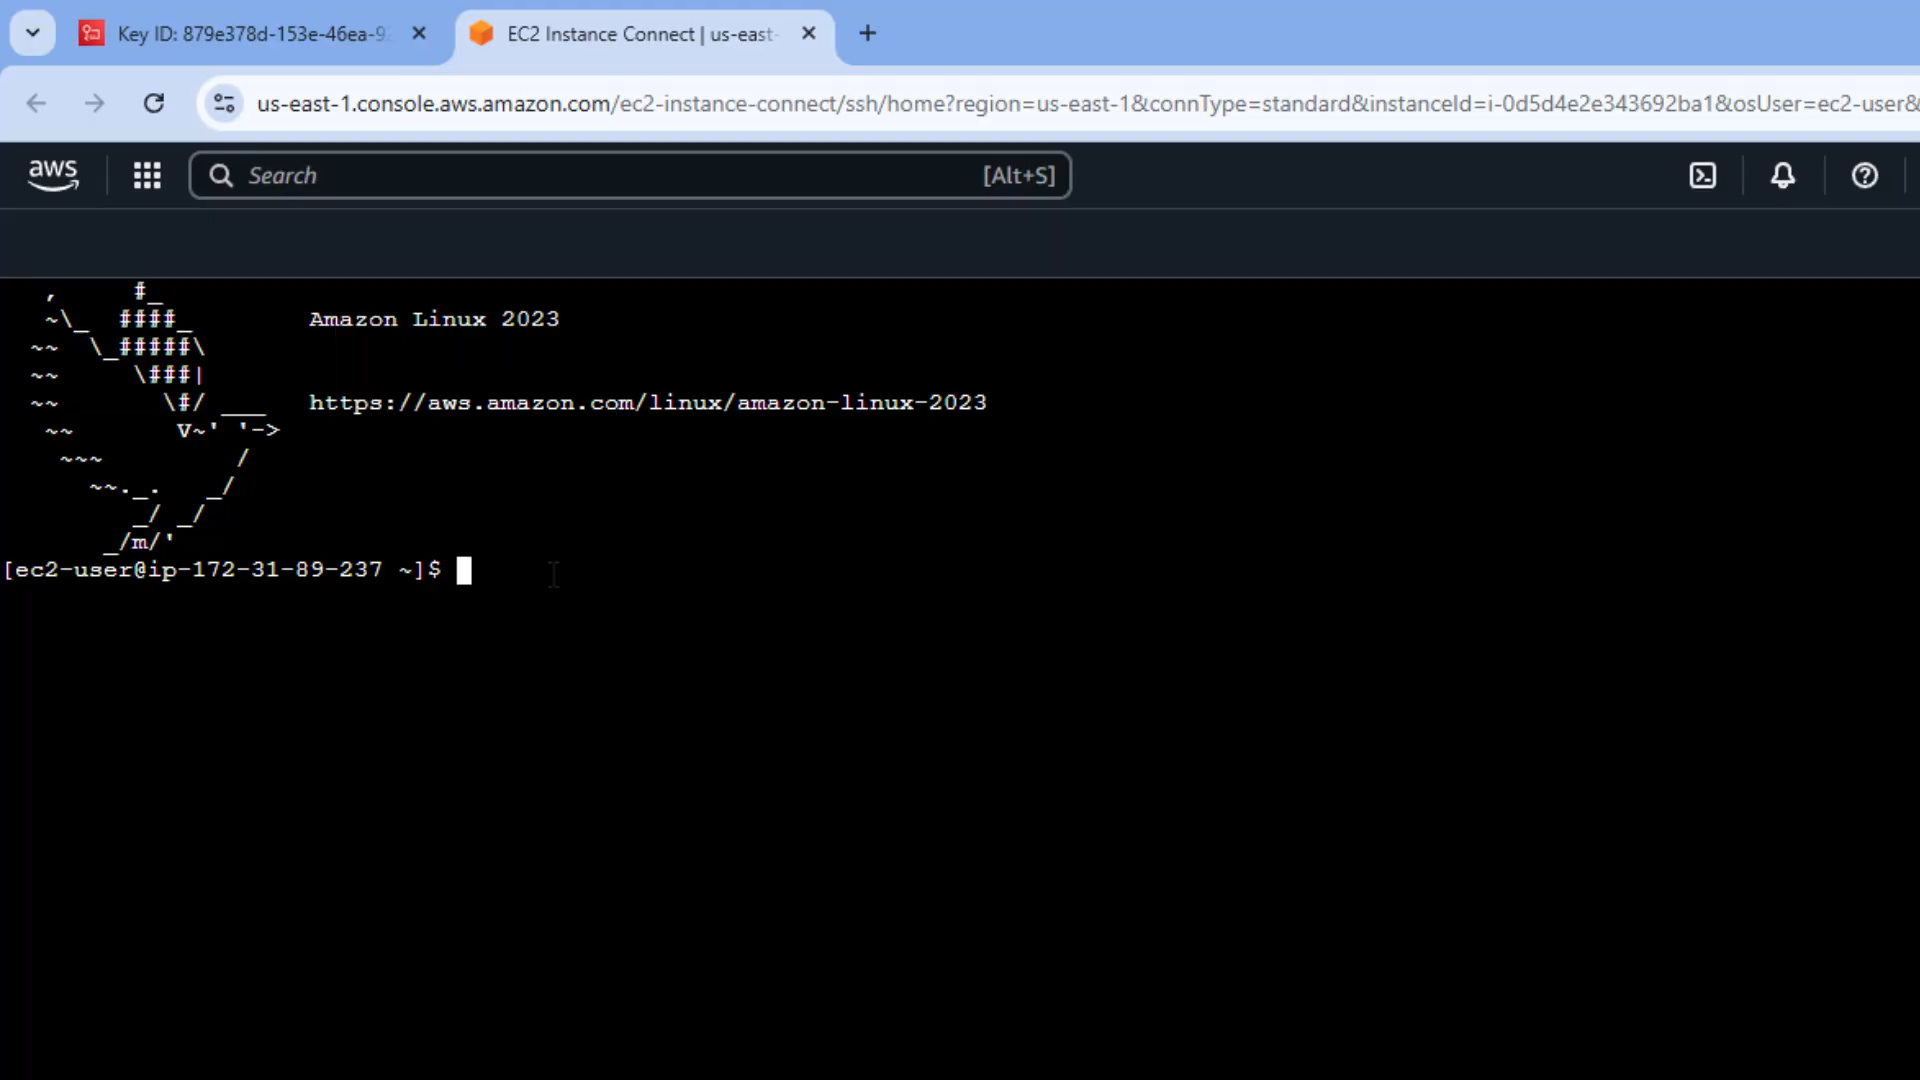 Key ID: 879e378d-153e-46ea-9
EC2 Instance Connect | us-east-
us-east-1.console.aws.amazon.com/ec2-instance-connect/ssh/home?region=us-east-1&connType=standard&instanceId=i-0d5d4e2e343692ba1&osUser=ec2-user&
aws
Search
[Alt+S]
   ,     #_
   ~\_  ####_        Amazon Linux 2023
  ~~  \_#####\
  ~~     \###|
  ~~       \#/ ___   https://aws.amazon.com/linux/amazon-linux-2023
   ~~       V~' '->
    ~~~         /
      ~~._.   _/
         _/ _/
       _/m/'
[ec2-user@ip-172-31-89-237 ~]$